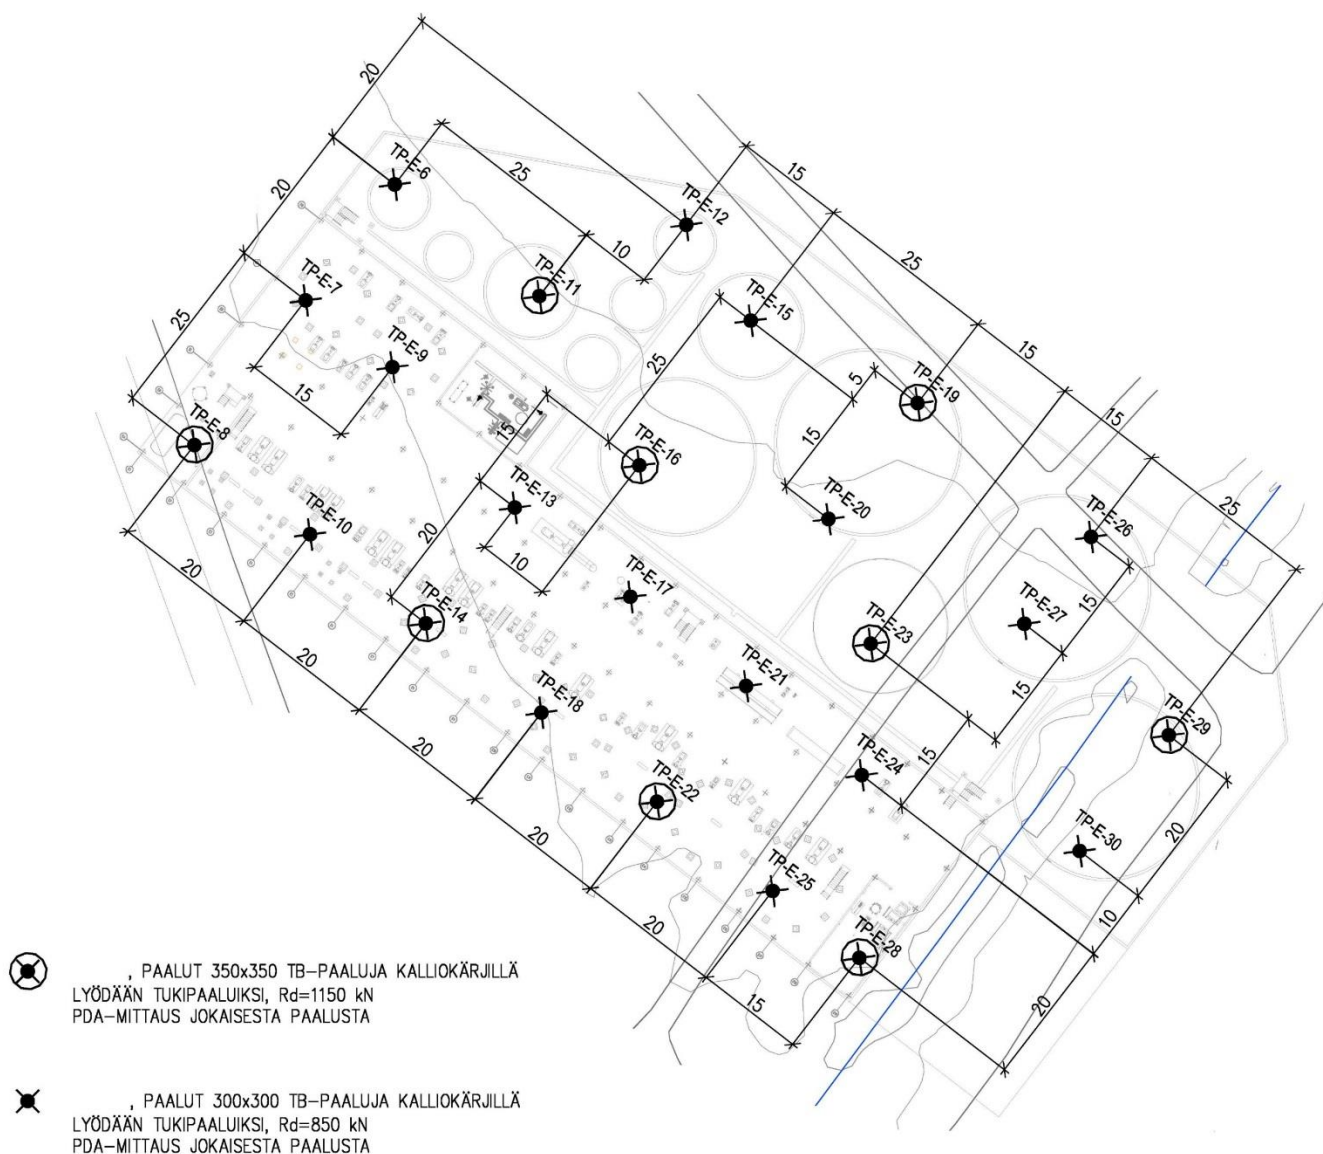 20
TP-E-6
25
TP-E-12
15
20
10
25
TP-E-7
TP-E-11
TP-E-15
15
25
TP-E-9
25
5
TP-E-19
15
15
TP-E-8
15
TP-E-16
15
25
TP-E-13
TP-E-20
TP-E-26
TP-E-10
20
10
20
TP-E-17
TP-E-27
15
TP-E-14
TP-E-23
20
TP-E-21
15
TP-E-18
TP-E-29
20
TP-E-24
15
TP-E-22
TP-E-30
20
20
TP-E-25
10
20
TP-E-28
15
20
, PAALUT 350x350 TB-PAALUJA KALLIOKÄRJILLÄ
LYÖDÄÄN TUKIPAALUIKSI, Rd=1150 kN
PDA-MITTAUS JOKAISESTA PAALUSTA
, PAALUT 300x300 TB-PAALUJA KALLIOKÄRJILLÄ
LYÖDÄÄN TUKIPAALUIKSI, Rd=850 kN
PDA-MITTAUS JOKAISESTA PAALUSTA